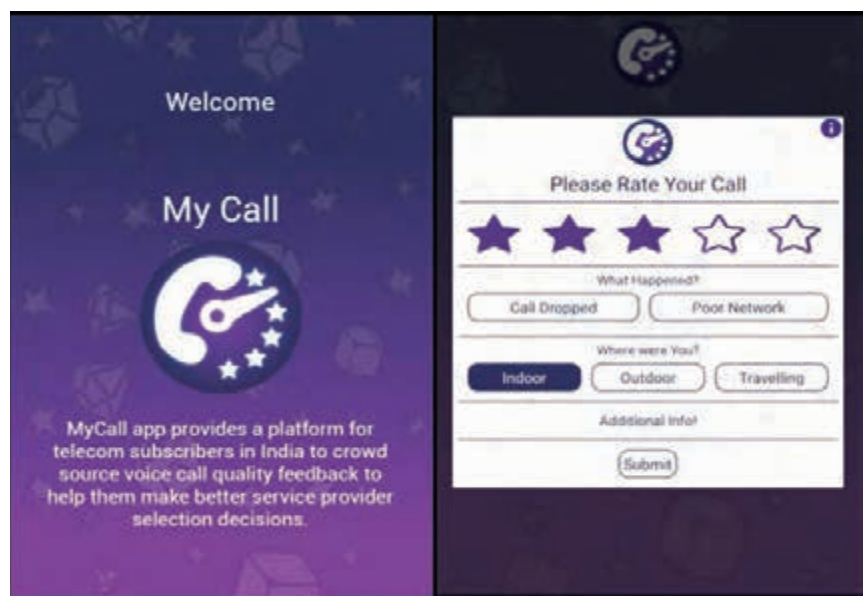 Welcome
My Call
MyCall app provides a platform for
telecom subscribers in India to crowd
source voice call quality feedback to
help them make better service provider
selection decisions.
i
Please Rate Your Call
What Happened?
Call Dropped
Poor Network
Where were You?
Indoor
Outdoor
Travelling
Additional Info!
Submit